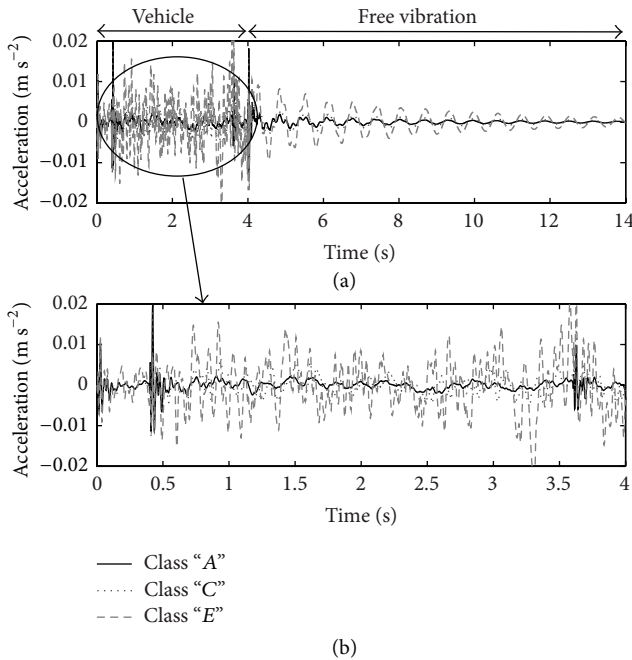 Vehicle Free vibration
0.02
0.01
0
−0.01
−0.02
Acceleration (m s−2)
0 2 4 6 8 10 12 14
Time (s)
(a)
0.02
0.01
0
−0.01
−0.02
Acceleration (m s−2)
0 0.5 1 1.5 2 2.5 3 3.5 4
Time (s)
Class “A”
Class “C”
Class “E”
(b)